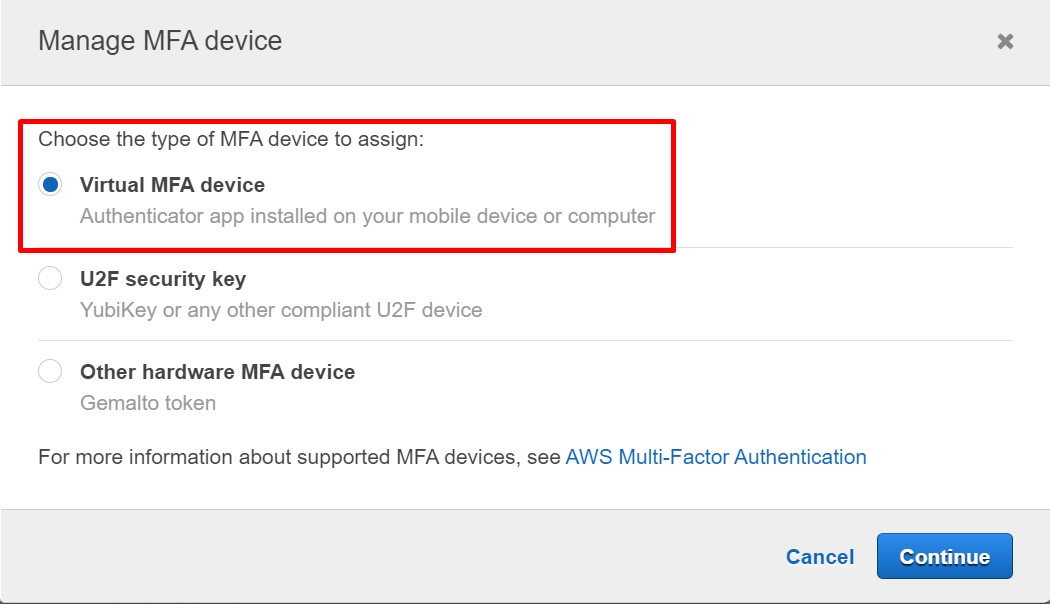 Manage MFA device
Choose the type of MFA device to assign:
Virtual MFA device
Authenticator app installed on your mobile device or computer
U2F security key
YubiKey or any other compliant U2F device
Other hardware MFA device
Gemalto token
For more information about supported MFA devices, see AWS Multi-Factor Authentication
Cancel Continue